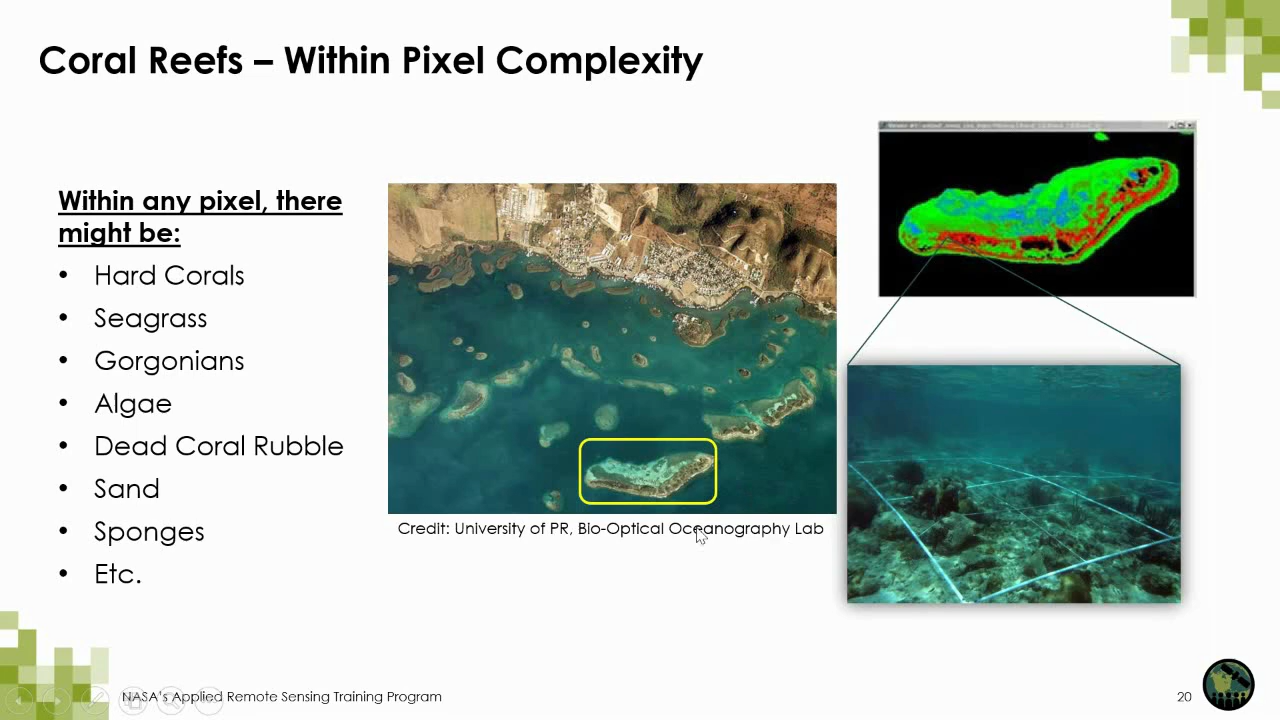 Coral Reefs – Within Pixel Complexity
Within any pixel, there
might be:
• Hard Corals
• Seagrass
• Gorgonians
• Algae
• Dead Coral Rubble
• Sand
• Sponges
• Etc.
Credit: University of PR, Bio-Optical Oceanography Lab
NASA's Applied Remote Sensing Training Program
20